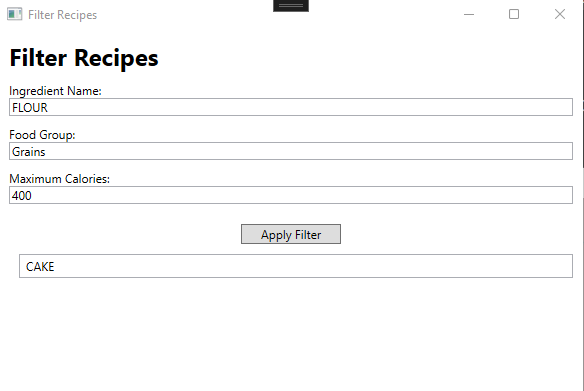 Filter Recipes
Filter Recipes
Ingredient Name:
FLOUR
Food Group:
Grains
Maximum Calories:
400
Apply Filter
CAKE